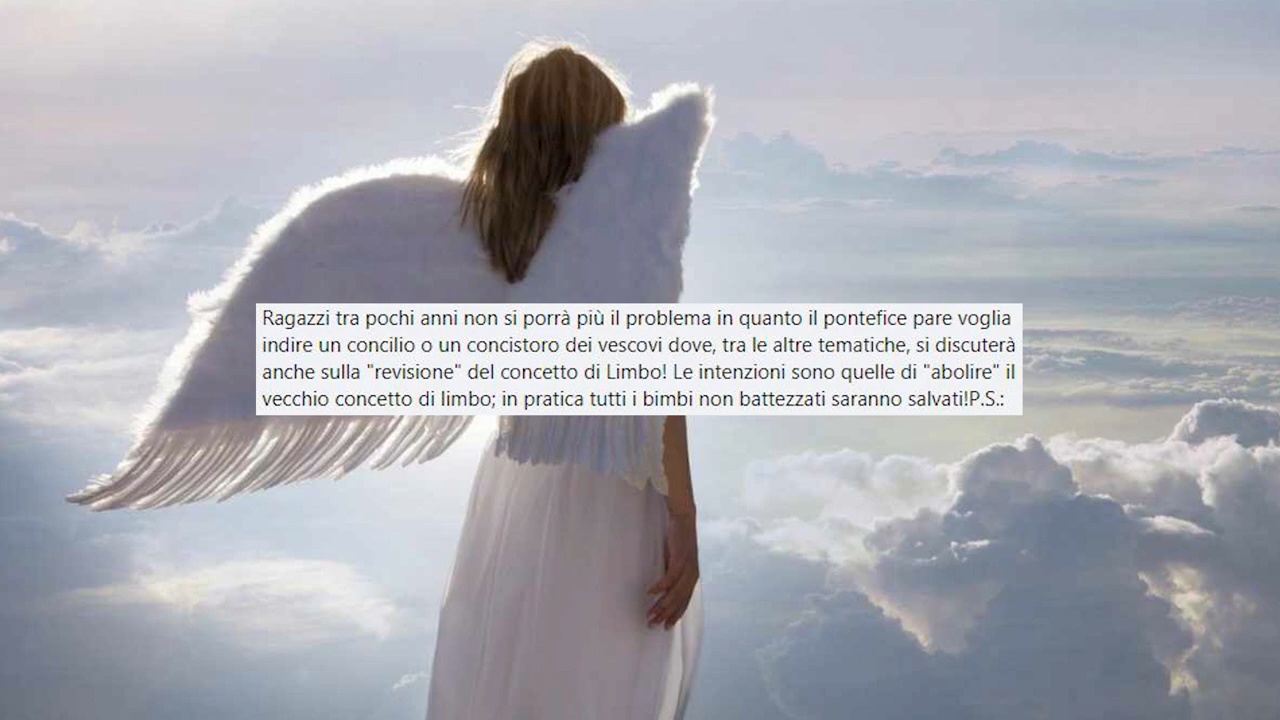 Ragazzi tra pochi anni non si porrà più il problema in quanto il pontefice pare voglia
indire un concilio o un concistoro dei vescovi dove, tra le altre tematiche, si discuterà
anche sulla "revisione" del concetto di Limbo! Le intenzioni sono quelle di "abolire" il
vecchio concetto di limbo; in pratica tutti i bimbi non battezzati saranno salvati!P.S.: